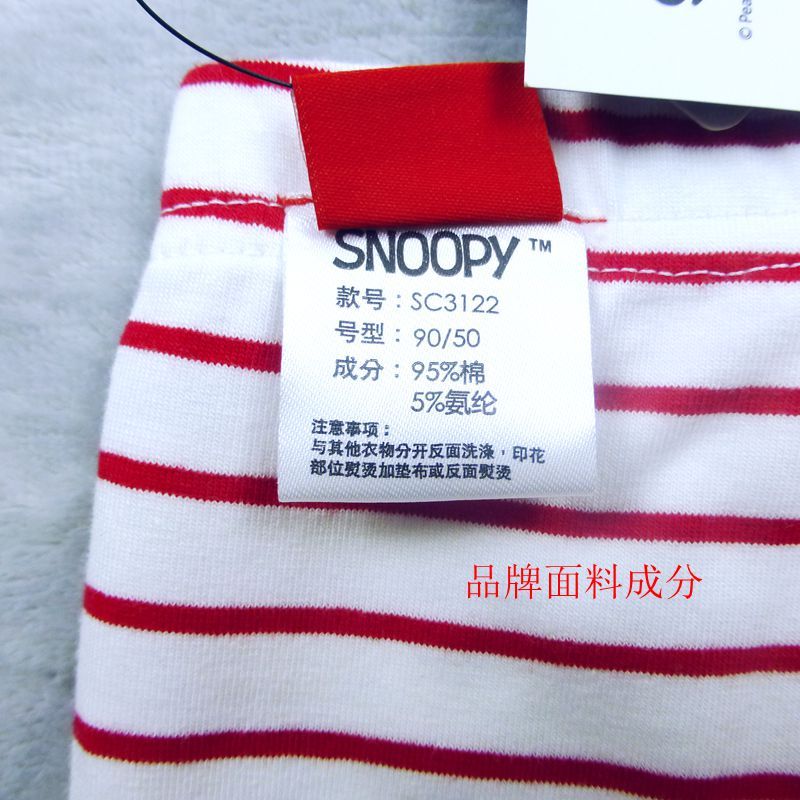 © Pea
SNOOPY™
款号：SC3122
号型：90/50
成分：95%棉
5%氨纶
注意事项：
与其他衣物分开反面洗涤，印花
部位熨烫加垫布或反面熨烫
品牌面料成分